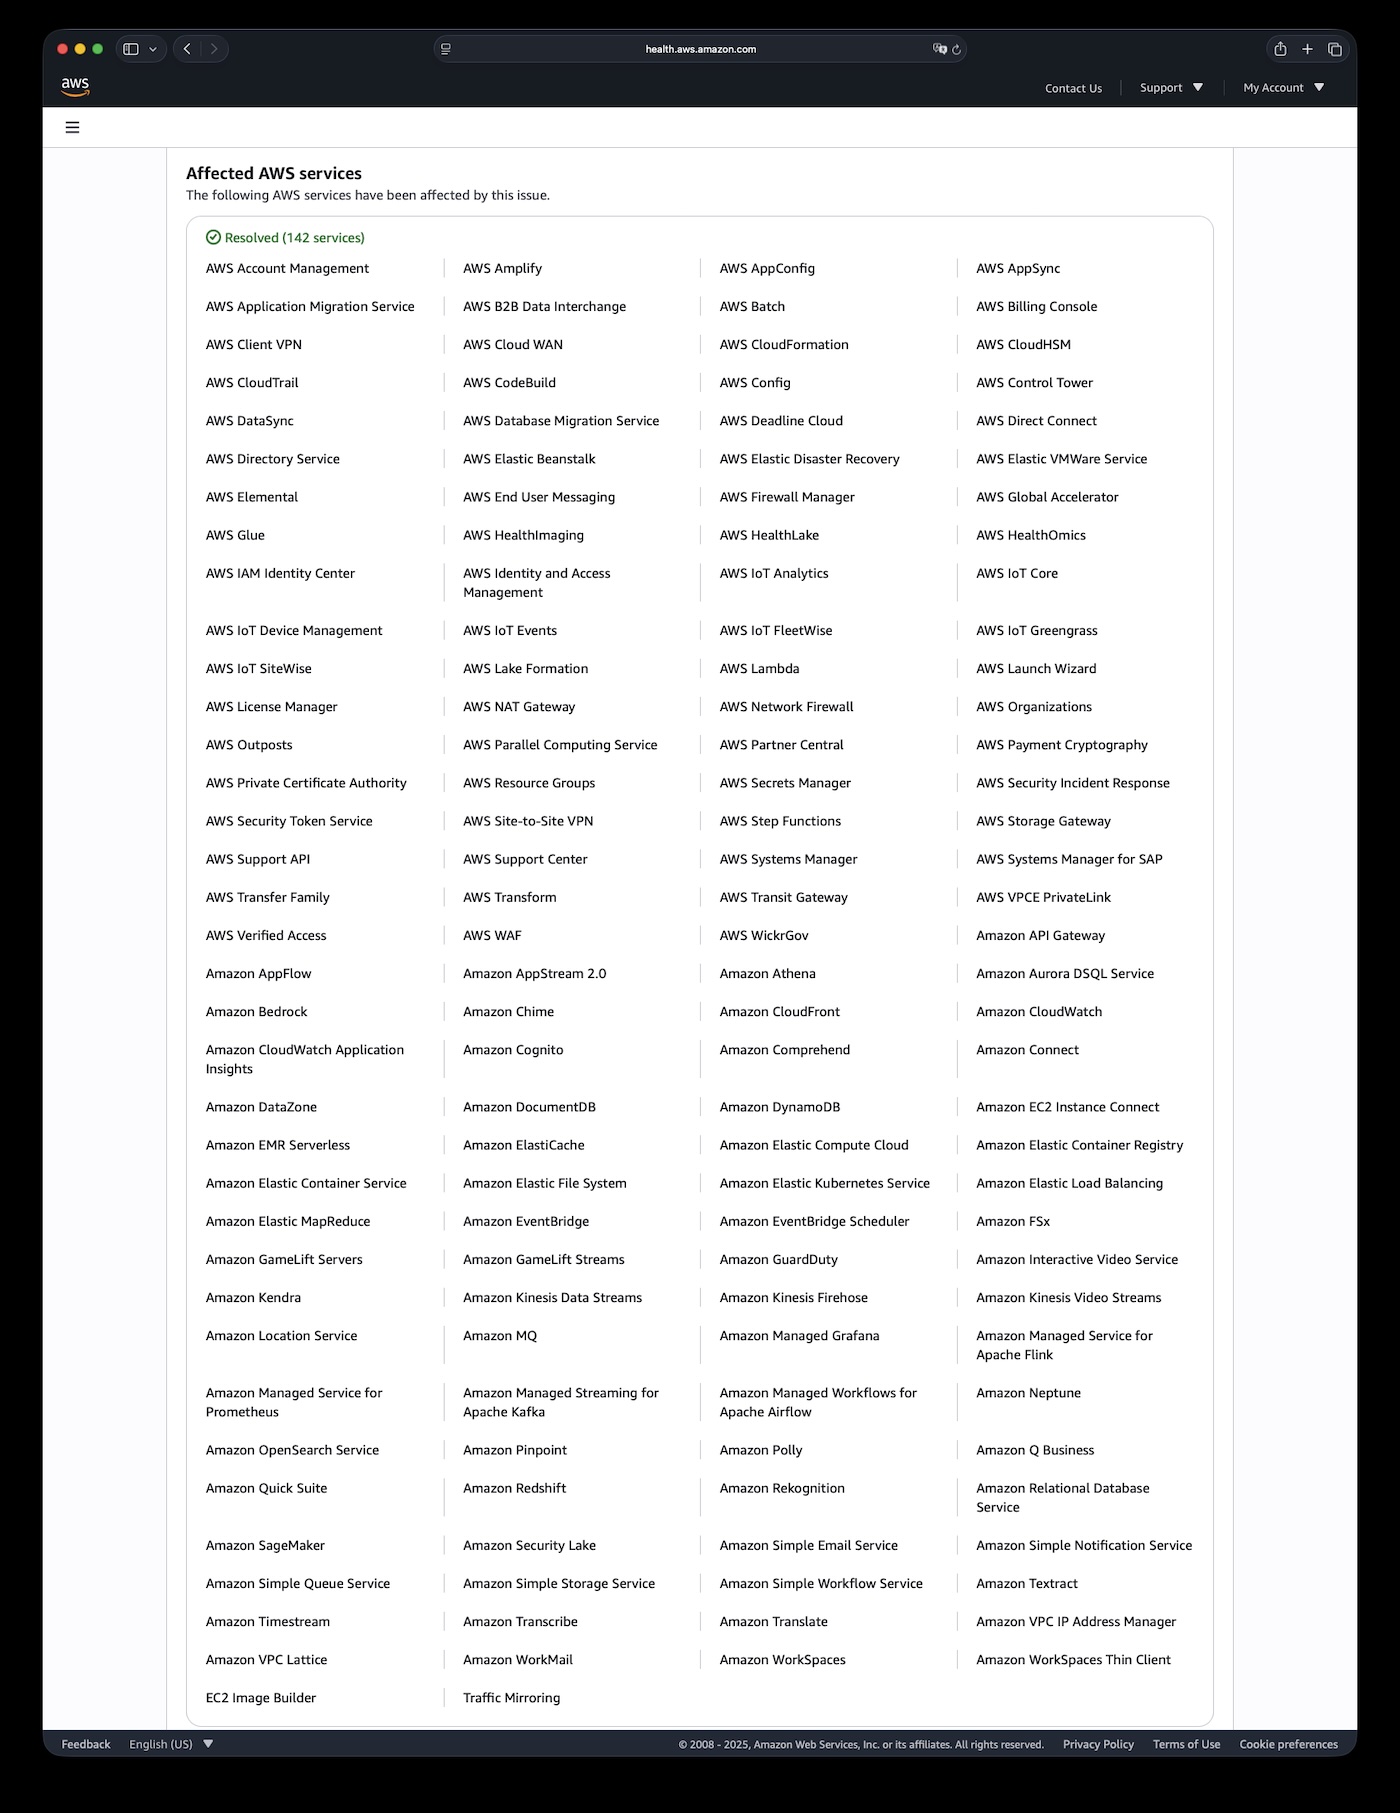 health.aws.amazon.com
aws
Contact Us
Support
My Account
Affected AWS services
The following AWS services have been affected by this issue.
Resolved (142 services)
AWS Account Management
AWS Amplify
AWS AppConfig
AWS AppSync
AWS Application Migration Service
AWS B2B Data Interchange
AWS Batch
AWS Billing Console
AWS Client VPN
AWS Cloud WAN
AWS CloudFormation
AWS CloudHSM
AWS CloudTrail
AWS CodeBuild
AWS Config
AWS Control Tower
AWS DataSync
AWS Database Migration Service
AWS Deadline Cloud
AWS Direct Connect
AWS Directory Service
AWS Elastic Beanstalk
AWS Elastic Disaster Recovery
AWS Elastic VMWare Service
AWS Elemental
AWS End User Messaging
AWS Firewall Manager
AWS Global Accelerator
AWS Glue
AWS HealthImaging
AWS HealthLake
AWS HealthOmics
AWS IAM Identity Center
AWS Identity and Access
Management
AWS IoT Analytics
AWS IoT Core
AWS IoT Device Management
AWS IoT Events
AWS IoT FleetWise
AWS IoT Greengrass
AWS IoT SiteWise
AWS Lake Formation
AWS Lambda
AWS Launch Wizard
AWS License Manager
AWS NAT Gateway
AWS Network Firewall
AWS Organizations
AWS Outposts
AWS Parallel Computing Service
AWS Partner Central
AWS Payment Cryptography
AWS Private Certificate Authority
AWS Resource Groups
AWS Secrets Manager
AWS Security Incident Response
AWS Security Token Service
AWS Site-to-Site VPN
AWS Step Functions
AWS Storage Gateway
AWS Support API
AWS Support Center
AWS Systems Manager
AWS Systems Manager for SAP
AWS Transfer Family
AWS Transform
AWS Transit Gateway
AWS VPCE PrivateLink
AWS Verified Access
AWS WAF
AWS WickrGov
Amazon API Gateway
Amazon AppFlow
Amazon AppStream 2.0
Amazon Athena
Amazon Aurora DSQL Service
Amazon Bedrock
Amazon Chime
Amazon CloudFront
Amazon CloudWatch
Amazon CloudWatch Application
Insights
Amazon Cognito
Amazon Comprehend
Amazon Connect
Amazon DataZone
Amazon DocumentDB
Amazon DynamoDB
Amazon EC2 Instance Connect
Amazon EMR Serverless
Amazon ElastiCache
Amazon Elastic Compute Cloud
Amazon Elastic Container Registry
Amazon Elastic Container Service
Amazon Elastic File System
Amazon Elastic Kubernetes Service
Amazon Elastic Load Balancing
Amazon Elastic MapReduce
Amazon EventBridge
Amazon EventBridge Scheduler
Amazon FSx
Amazon GameLift Servers
Amazon GameLift Streams
Amazon GuardDuty
Amazon Interactive Video Service
Amazon Kendra
Amazon Kinesis Data Streams
Amazon Kinesis Firehose
Amazon Kinesis Video Streams
Amazon Location Service
Amazon MQ
Amazon Managed Grafana
Amazon Managed Service for
Apache Flink
Amazon Managed Service for
Prometheus
Amazon Managed Streaming for
Apache Kafka
Amazon Managed Workflows for
Apache Airflow
Amazon Neptune
Amazon OpenSearch Service
Amazon Pinpoint
Amazon Polly
Amazon Q Business
Amazon Quick Suite
Amazon Redshift
Amazon Rekognition
Amazon Relational Database
Service
Amazon SageMaker
Amazon Security Lake
Amazon Simple Email Service
Amazon Simple Notification Service
Amazon Simple Queue Service
Amazon Simple Storage Service
Amazon Simple Workflow Service
Amazon Textract
Amazon Timestream
Amazon Transcribe
Amazon Translate
Amazon VPC IP Address Manager
Amazon VPC Lattice
Amazon WorkMail
Amazon WorkSpaces
Amazon WorkSpaces Thin Client
EC2 Image Builder
Traffic Mirroring
Feedback
English (US)
© 2008 - 2025, Amazon Web Services, Inc. or its affiliates. All rights reserved.
Privacy Policy
Terms of Use
Cookie preferences